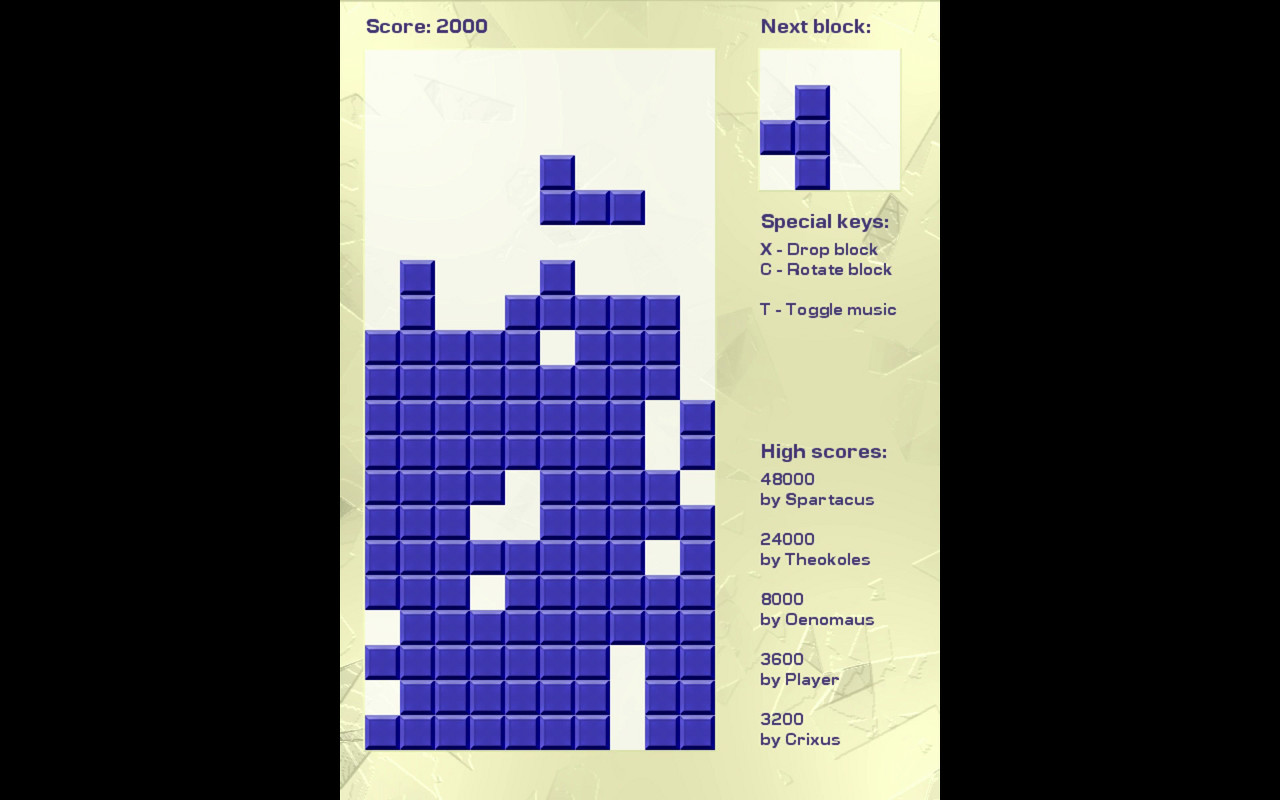 Score: 2000
Next block:
Special keys:
X - Drop block
C - Rotate block
T - Toggle music
High scores:
48000
by Spartacus
24000
by Theokoles
8000
by Oenomaus
3600
by Player
3200
by Crixus